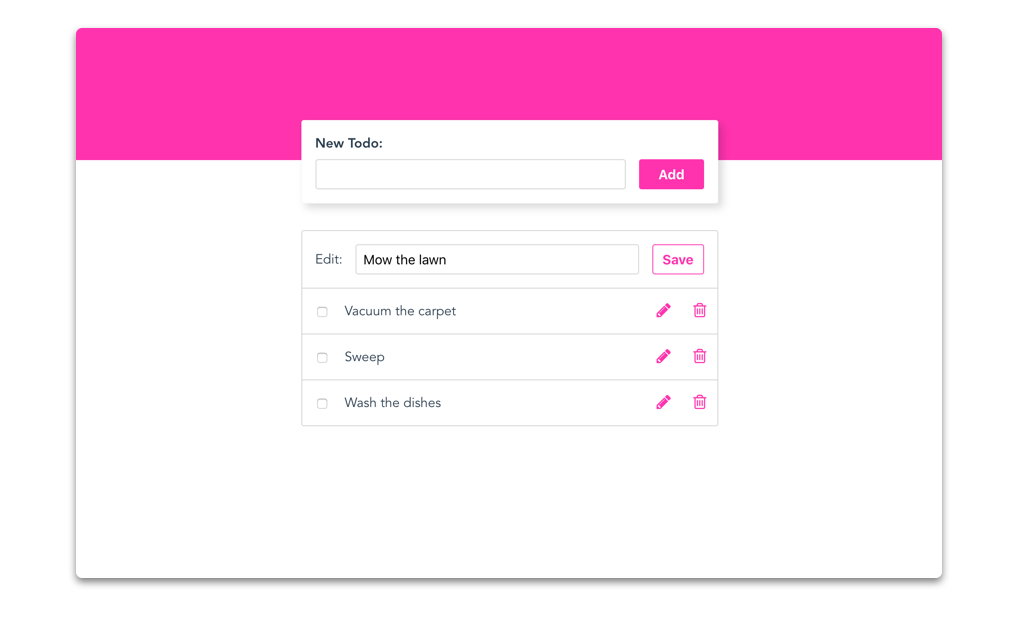 New Todo:
Add
Edit: Mow the lawn Save
Vacuum the carpet
Sweep
Wash the dishes